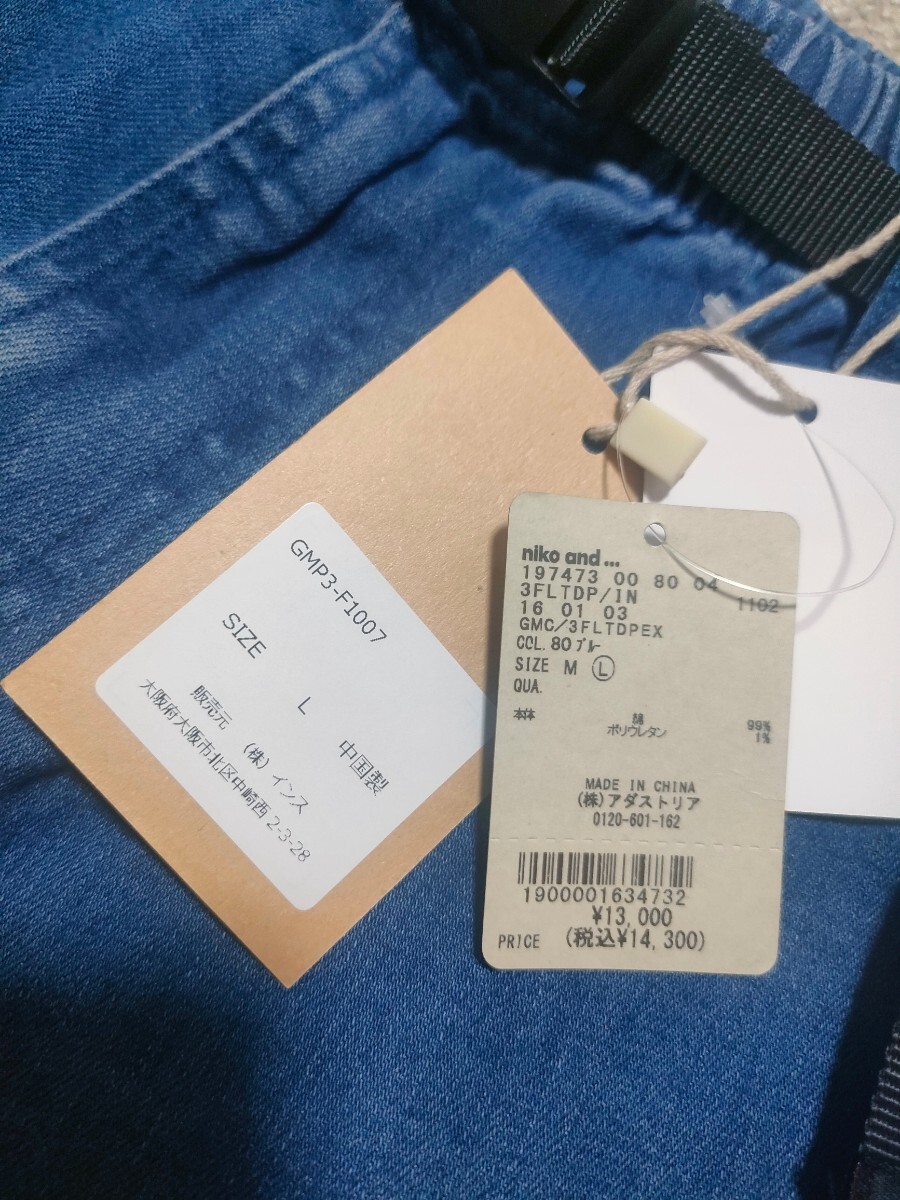 GMP3-F1007
SIZE L
中国製
販売元 (株) インス
大阪府大阪市北区中崎西 2-3-28
niko and ...
197473 00 80 04
3FLTDP/IN 1102
16 01 03
GMC/3FLTDPEX
COL. 80 ブルー
SIZE M Ⓛ
QUA.
本体 綿 99%
ポリウレタン 1%
MADE IN CHINA
(株)アダストリア
0120-601-162
1900001634732
¥13,000
PRICE (税込¥14,300)